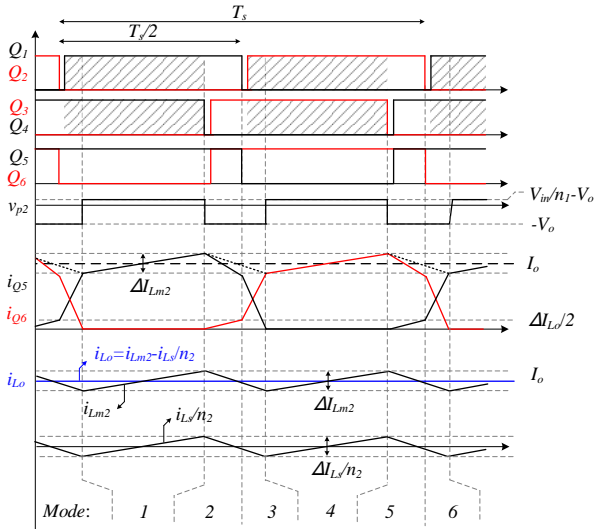 T_s
T_s/2
Q_1
Q_2
Q_3
Q_4
Q_5
Q_6
v_p2
V_in/n_1-V_o
-V_o
i_Q5
i_Q6
ΔI_Lm2
I_o
ΔI_Lo/2
i_Lo
i_Lo=i_Lm2-i_Ls/n_2
i_Lm2
ΔI_Lm2
I_o
i_Ls/n_2
ΔI_Ls/n_2
Mode: 1 2 3 4 5 6